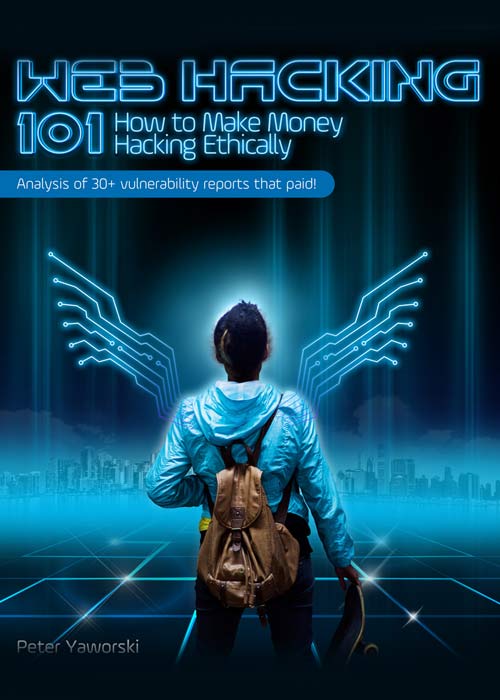 WEB HACKING
101 How to Make Money
Hacking Ethically
Analysis of 30+ vulnerability reports that paid!
Peter Yaworski